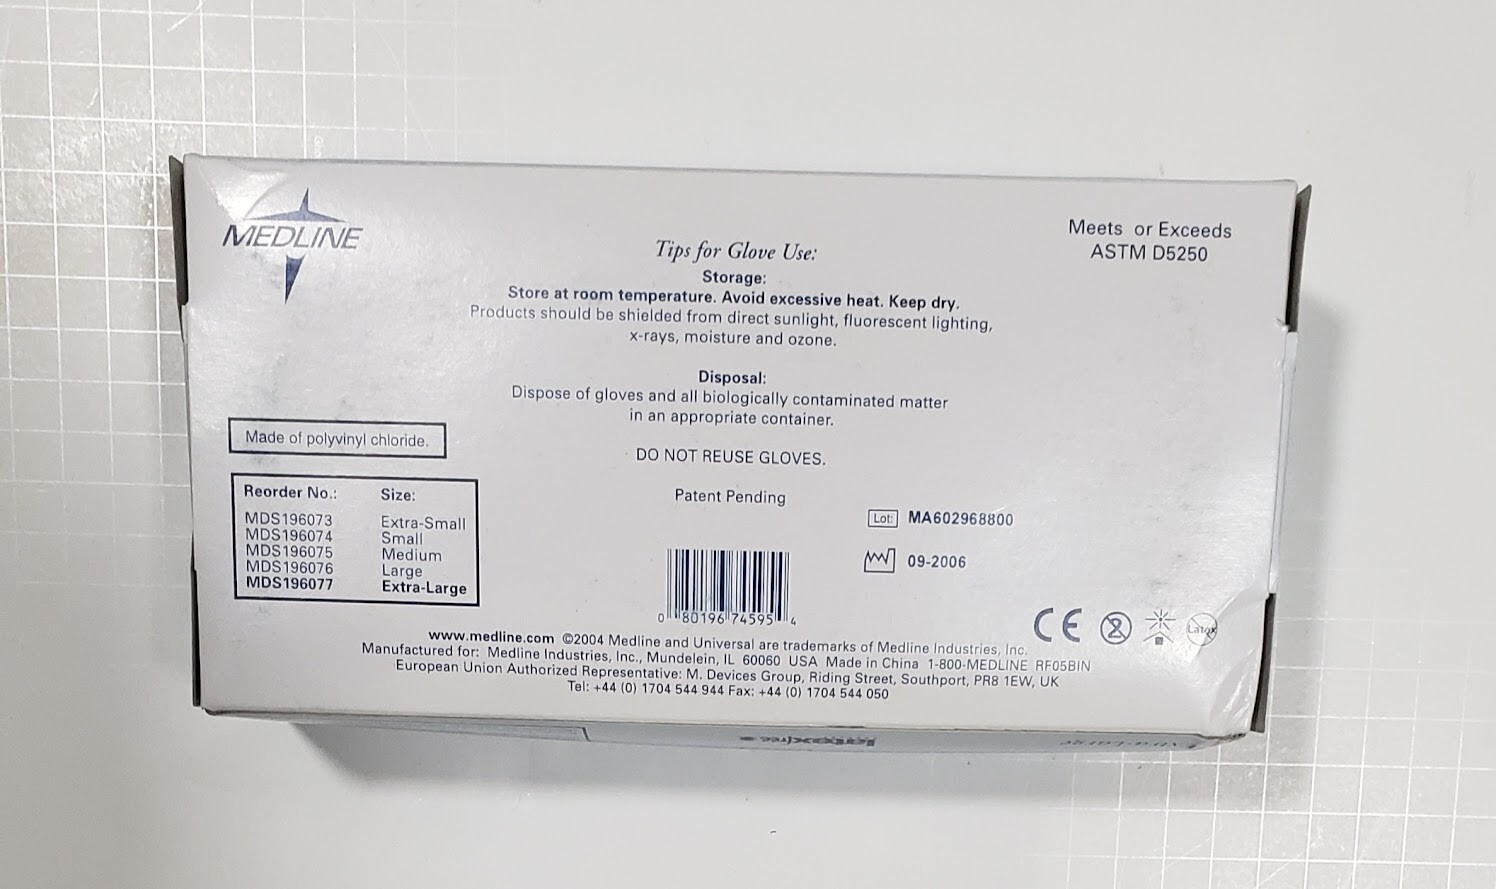 MEDLINE
Meets or Exceeds
ASTM D5250
Tips for Glove Use:
Storage:
Store at room temperature. Avoid excessive heat. Keep dry.
Products should be shielded from direct sunlight, fluorescent lighting,
x-rays, moisture and ozone.
Disposal:
Dispose of gloves and all biologically contaminated matter
in an appropriate container.
DO NOT REUSE GLOVES.
Patent Pending
Made of polyvinyl chloride.
Reorder No.: Size:
MDS196073 Extra-Small
MDS196074 Small
MDS196075 Medium
MDS196076 Large
MDS196077 Extra-Large
Lot: MA602968800
09-2006
0 80196 74595 4
CE 2 Latex
www.medline.com ©2004 Medline and Universal are trademarks of Medline Industries, Inc.
Manufactured for: Medline Industries, Inc., Mundelein, IL 60060 USA Made in China 1-800-MEDLINE RF05BIN
European Union Authorized Representative: M. Devices Group, Riding Street, Southport, PR8 1EW, UK
Tel: +44 (0) 1704 544 944 Fax: +44 (0) 1704 544 050